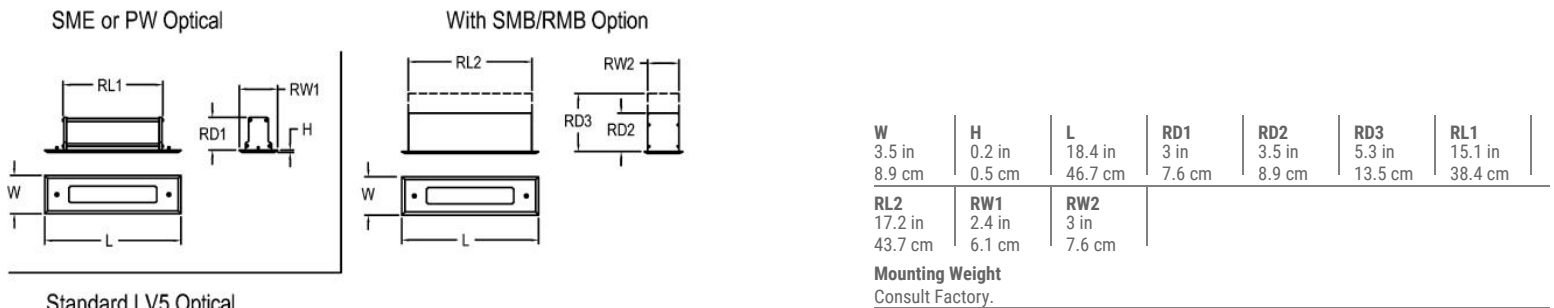 SME or PW Optical
With SMB/RMB Option
RL1
RW1
RD1
H
W
L
RL2
RW2
RD3
RD2
W
L
Standard LV5 Optical
W H L RD1 RD2 RD3 RL1
3.5 in 0.2 in 18.4 in 3 in 3.5 in 5.3 in 15.1 in
8.9 cm 0.5 cm 46.7 cm 7.6 cm 8.9 cm 13.5 cm 38.4 cm
RL2 RW1 RW2
17.2 in 2.4 in 3 in
43.7 cm 6.1 cm 7.6 cm
Mounting Weight
Consult Factory.